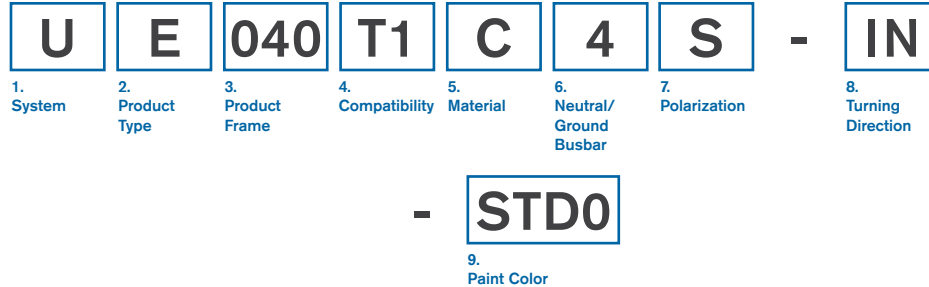 U E 040 T1 C 4 S - IN
1. 2. 3. 4. 5. 6. 7. 8.
System Product Product Compatibility Material Neutral/ Polarization Turning
Type Frame Ground Direction
Busbar
- STD0
9.
Paint Color